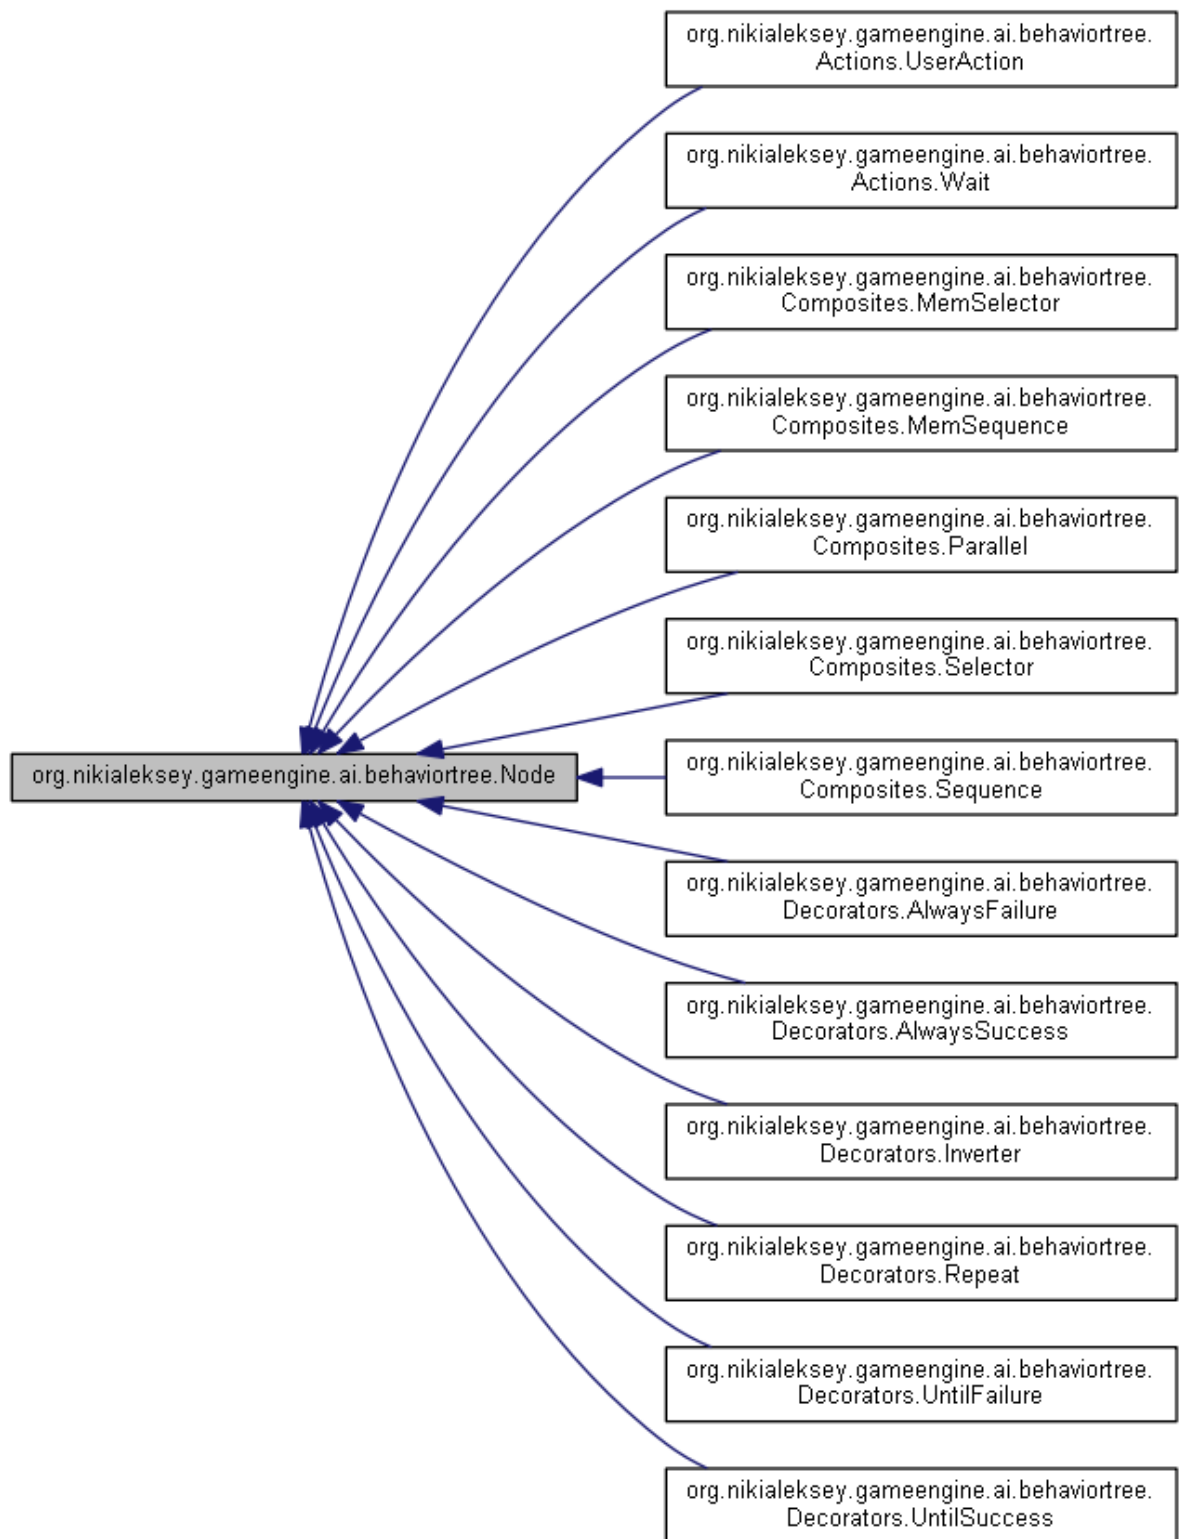 org.nikialeksey.gameengine.ai.behaviortree.
Actions.UserAction
org.nikialeksey.gameengine.ai.behaviortree.
Actions.Wait
org.nikialeksey.gameengine.ai.behaviortree.
Composites.MemSelector
org.nikialeksey.gameengine.ai.behaviortree.
Composites.MemSequence
org.nikialeksey.gameengine.ai.behaviortree.
Composites.Parallel
org.nikialeksey.gameengine.ai.behaviortree.
Composites.Selector
org.nikialeksey.gameengine.ai.behaviortree.Node
org.nikialeksey.gameengine.ai.behaviortree.
Composites.Sequence
org.nikialeksey.gameengine.ai.behaviortree.
Decorators.AlwaysFailure
org.nikialeksey.gameengine.ai.behaviortree.
Decorators.AlwaysSuccess
org.nikialeksey.gameengine.ai.behaviortree.
Decorators.Inverter
org.nikialeksey.gameengine.ai.behaviortree.
Decorators.Repeat
org.nikialeksey.gameengine.ai.behaviortree.
Decorators.UntilFailure
org.nikialeksey.gameengine.ai.behaviortree.
Decorators.UntilSuccess